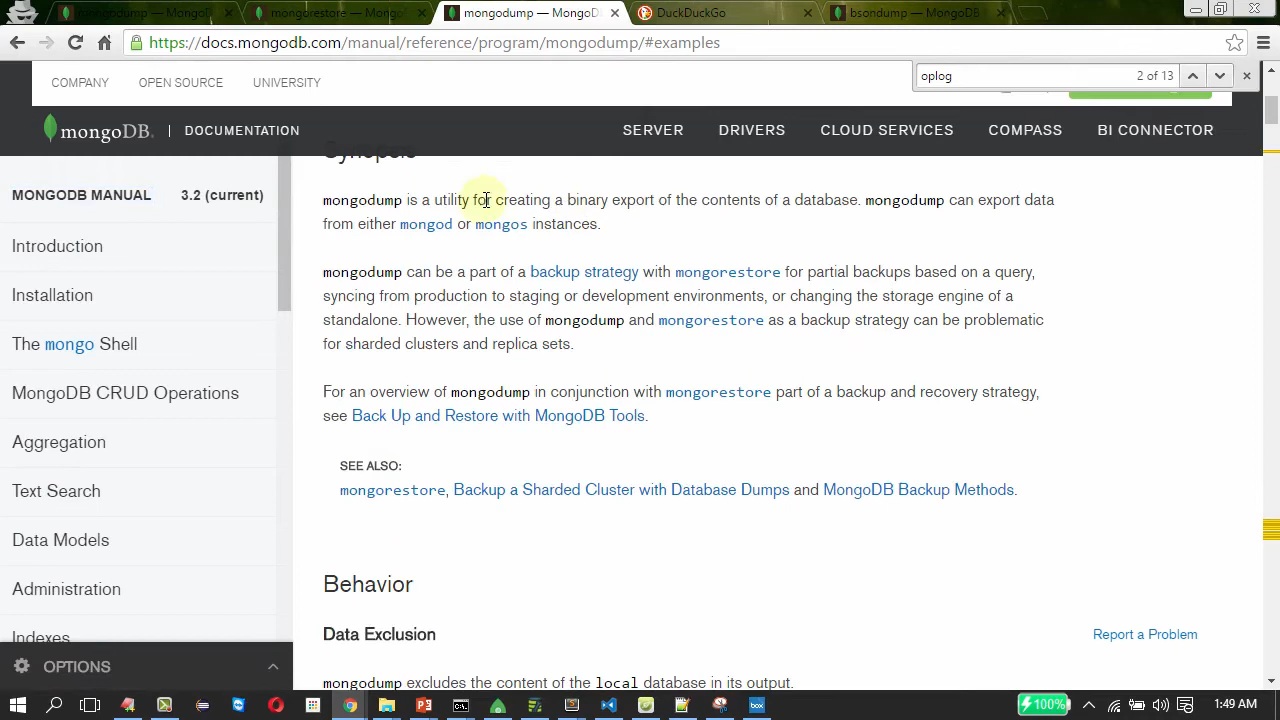 mongodump — MongoD
mongorestore — Mongo
mongodump — MongoD
DuckDuckGo
bsondump — MongoDB
https://docs.mongodb.com/manual/reference/program/mongodump/#examples
oplog
2 of 13
COMPANY
OPEN SOURCE
UNIVERSITY
mongoDB.
DOCUMENTATION
SERVER
DRIVERS
CLOUD SERVICES
COMPASS
BI CONNECTOR
MONGODB MANUAL
3.2 (current)
Introduction
Installation
The mongo Shell
MongoDB CRUD Operations
Aggregation
Text Search
Data Models
Administration
Indexes
OPTIONS
Synopsis
mongodump is a utility for creating a binary export of the contents of a database. mongodump can export data
from either mongod or mongos instances.
mongodump can be a part of a backup strategy with mongorestore for partial backups based on a query,
syncing from production to staging or development environments, or changing the storage engine of a
standalone. However, the use of mongodump and mongorestore as a backup strategy can be problematic
for sharded clusters and replica sets.
For an overview of mongodump in conjunction with mongorestore part of a backup and recovery strategy,
see Back Up and Restore with MongoDB Tools.
SEE ALSO:
mongorestore, Backup a Sharded Cluster with Database Dumps and MongoDB Backup Methods.
Behavior
Data Exclusion
Report a Problem
mongodump excludes the content of the local database in its output.
100%
1:49 AM